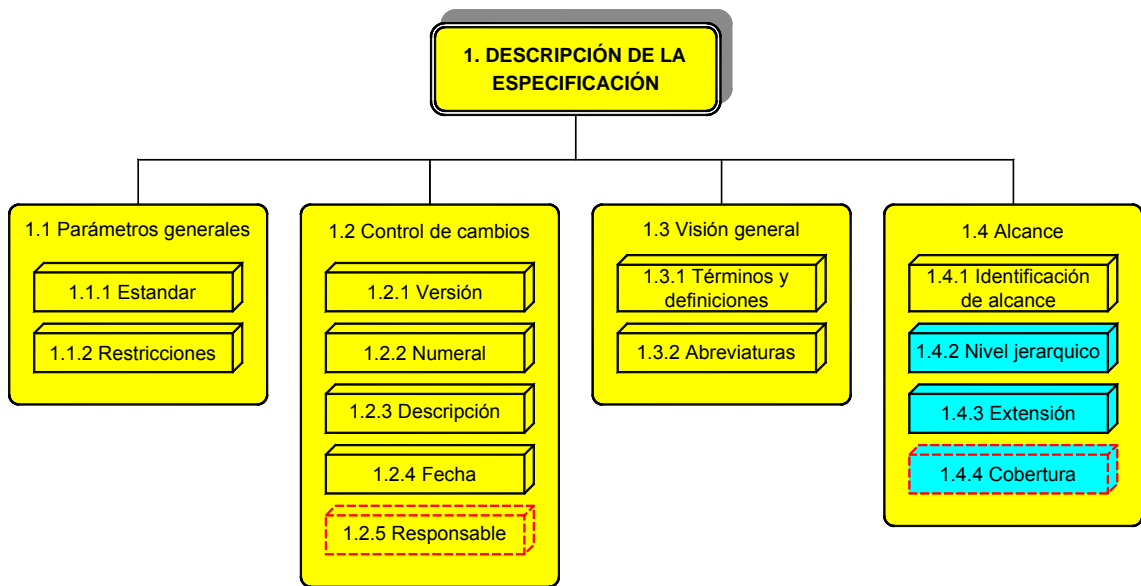 1. DESCRIPCIÓN DE LA
ESPECIFICACIÓN
1.1 Parámetros generales
1.1.1 Estandar
1.1.2 Restricciones
1.2 Control de cambios
1.2.1 Versión
1.2.2 Numeral
1.2.3 Descripción
1.2.4 Fecha
1.2.5 Responsable
1.3 Visión general
1.3.1 Términos y
definiciones
1.3.2 Abreviaturas
1.4 Alcance
1.4.1 Identificación
de alcance
1.4.2 Nivel jerarquico
1.4.3 Extensión
1.4.4 Cobertura